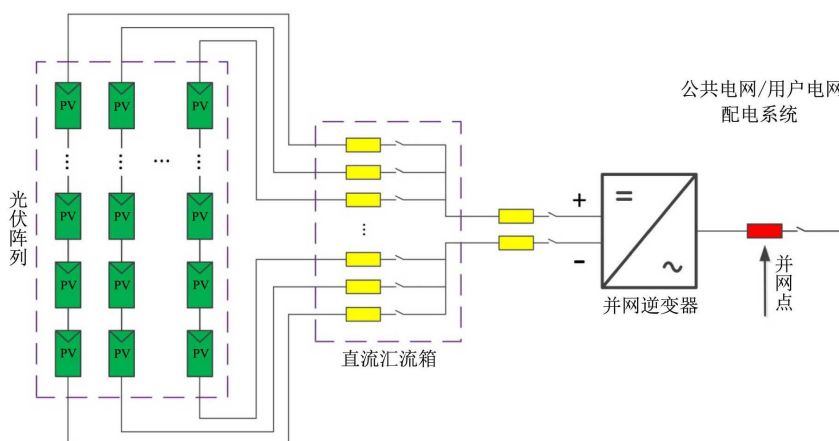 公共电网/用户电网
配电系统
PV PV PV
PV PV PV
PV PV PV
PV PV PV
光伏阵列
直流汇流箱
+
-
=
~
并网逆变器
并网点